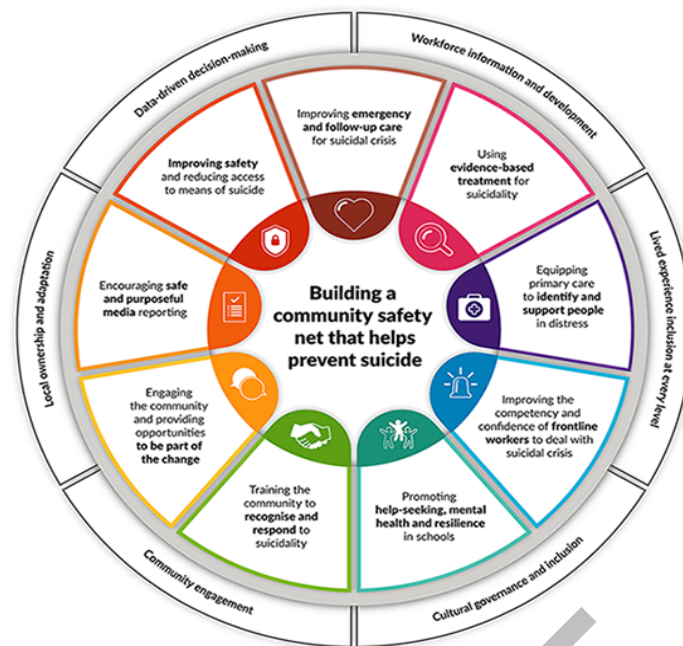 Data-driven decision-making
Workforce information and development
Lived experience inclusion at every level
Cultural governance and inclusion
Community engagement
Local ownership and adaptation
Improving emergency
and follow-up care
for suicidal crisis
Using
evidence-based
treatment for
suicidality
Equipping
primary care
to identify and
support people
in distress
Improving the
competency and
confidence of frontline
workers to deal with
suicidal crisis
Promoting
help-seeking, mental
health and resilience
in schools
Training the
community to
recognise and
respond to
suicidality
Engaging
the community
and providing
opportunities
to be part of
the change
Encouraging safe
and purposeful
media reporting
Improving safety
and reducing access
to means of suicide
Building a
community safety
net that helps
prevent suicide